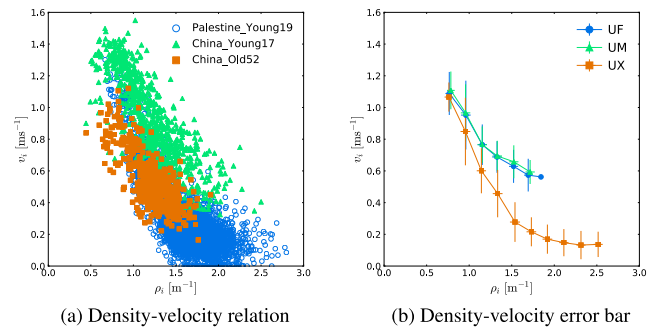 1.6
1.4
1.2
1.0
0.8
0.6
0.4
0.2
0.0
v_i [ms^{-1}]
Palestine_Young19
China_Young17
China_Old52
0.0 0.5 1.0 1.5 2.0 2.5 3.0
ρ_i [m^{-1}]
(a) Density-velocity relation
1.6
1.4
1.2
1.0
0.8
0.6
0.4
0.2
0.0
v_i [ms^{-1}]
UF
UM
UX
0.0 0.5 1.0 1.5 2.0 2.5 3.0
ρ_i [m^{-1}]
(b) Density-velocity error bar